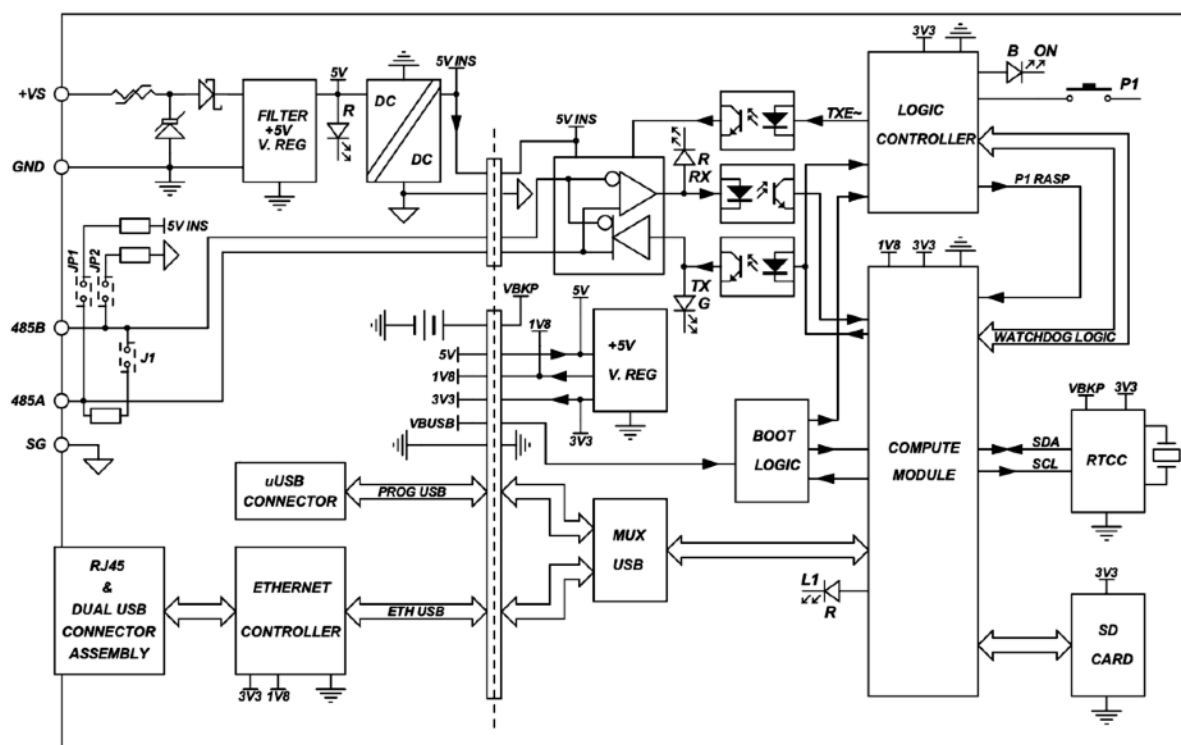 +VS
GND
FILTER
+5V
V. REG
5V
R
DC
DC
5V INS
5V INS
TXE~
R
RX
TX
G
3V3
LOGIC
CONTROLLER
B
ON
P1
P1 RASP
WATCHDOG LOGIC
5V INS
JP1
JP2
485B
J1
485A
SG
VBKP
5V
1V8
5V
1V8
3V3
VBUSB
+5V
V. REG
3V3
BOOT
LOGIC
1V8
3V3
COMPUTE
MODULE
VBKP
3V3
SDA
SCL
RTCC
uUSB
CONNECTOR
PROG USB
MUX
USB
RJ45
&
DUAL USB
CONNECTOR
ASSEMBLY
ETHERNET
CONTROLLER
ETH USB
3V3
1V8
L1
R
3V3
SD
CARD